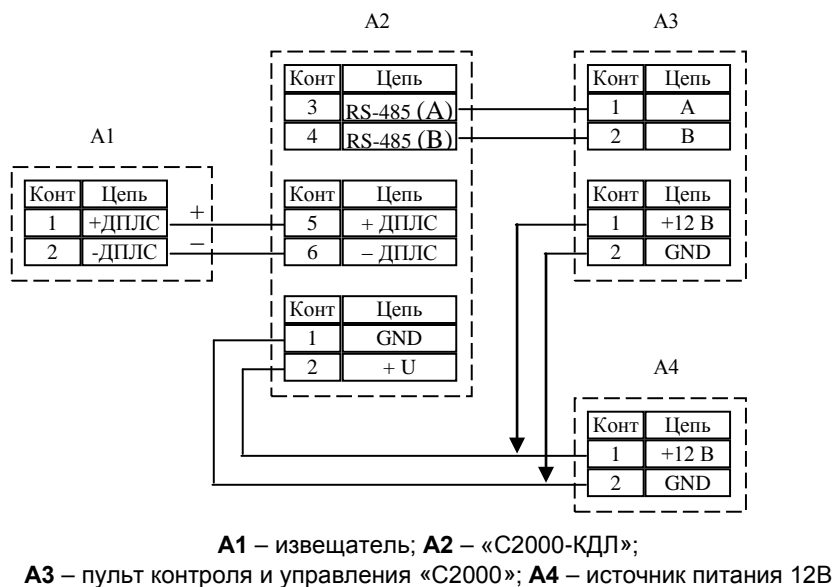 A2
A3
A1
Конт Цепь
3 RS-485 (A)
4 RS-485 (B)
Конт Цепь
1 A
2 B
Конт Цепь
1 +ДПЛС
2 -ДПЛС
+
–
Конт Цепь
5 + ДПЛС
6 – ДПЛС
Конт Цепь
1 +12 В
2 GND
Конт Цепь
1 GND
2 + U
A4
Конт Цепь
1 +12 В
2 GND
А1 – извещатель; А2 – «С2000-КДЛ»;
А3 – пульт контроля и управления «С2000»; А4 – источник питания 12В